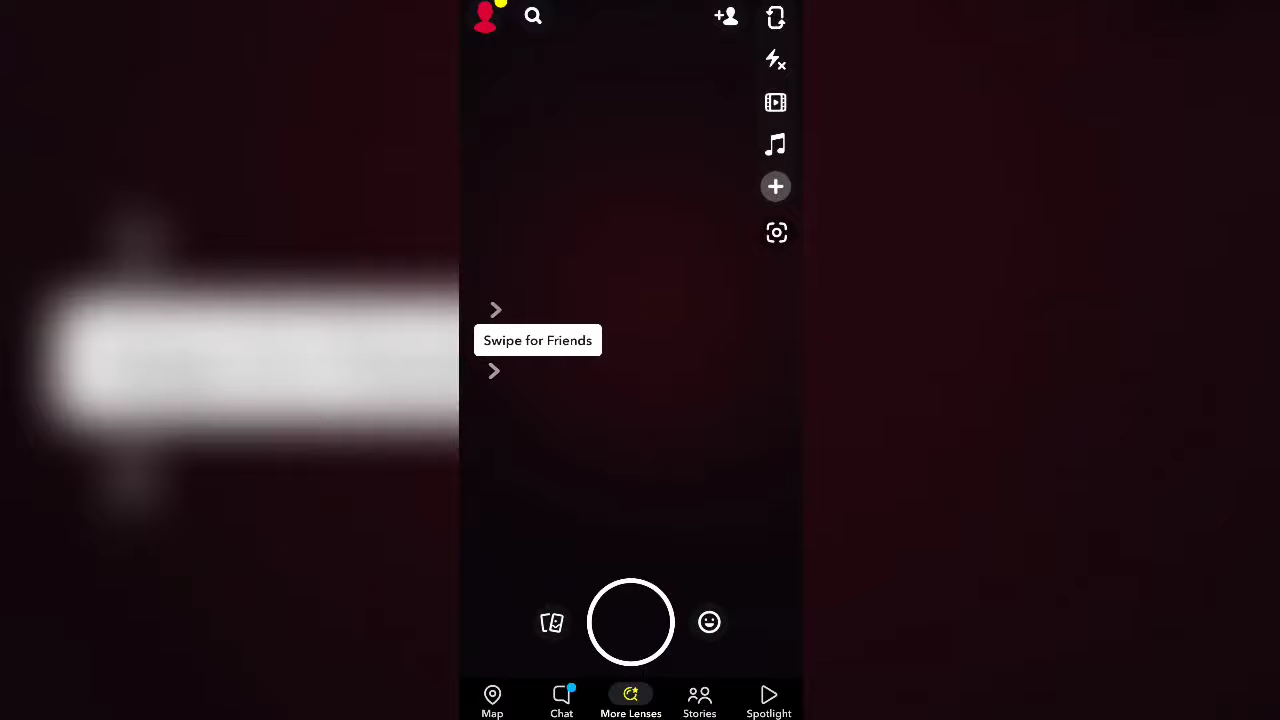 Swipe for Friends
Map
Chat
More Lenses
Stories
Spotlight